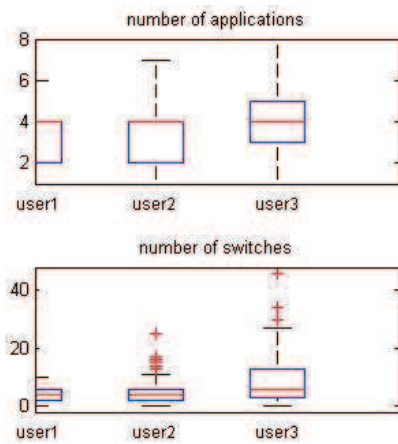 number of applications
8
6
4
2
user1 user2 user3
number of switches
40
20
0
user1 user2 user3